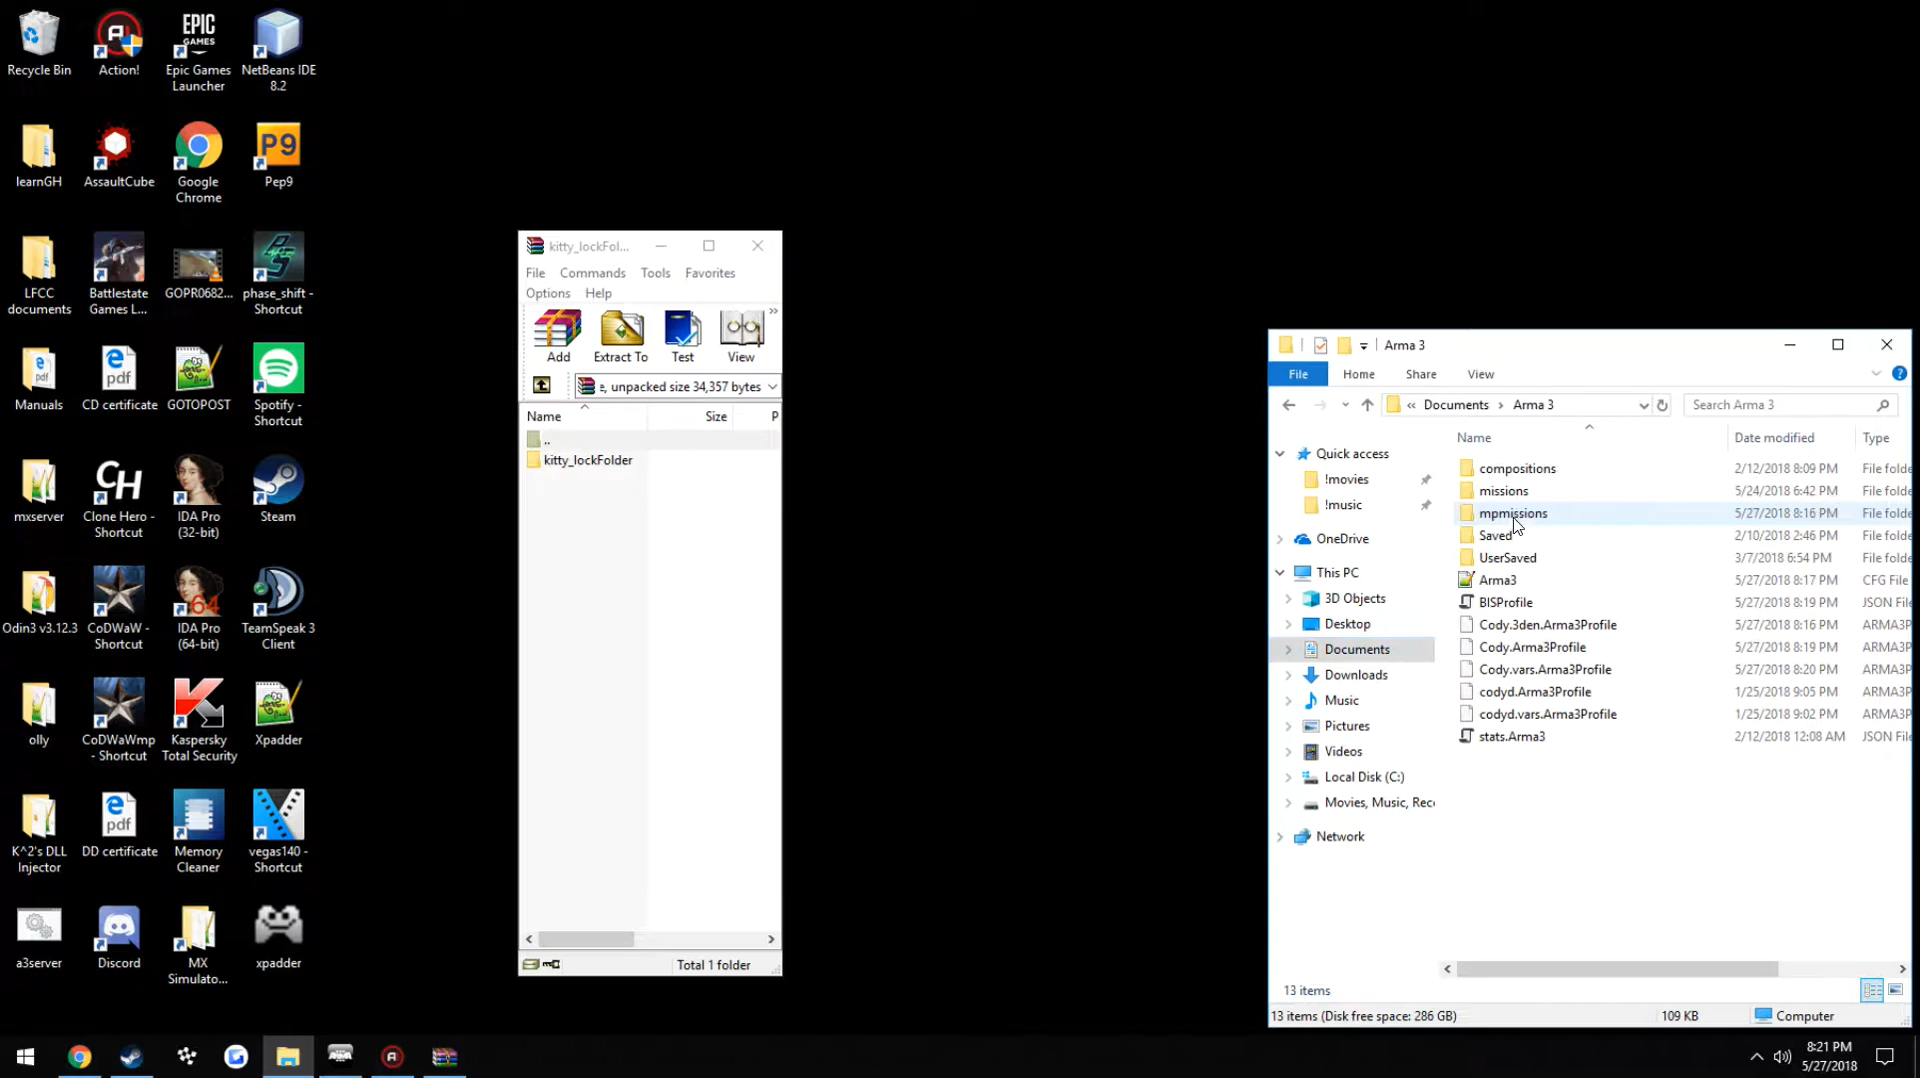 Recycle Bin
Action!
Epic Games
Launcher
NetBeans IDE
8.2
learnGH
AssaultCube
Google
Chrome
Pep9
LFCC
documents
Battlestate
Games L...
GOPR0682...
phase_shift -
Shortcut
Manuals
CD certificate
GOTOPOST
Spotify -
Shortcut
mxserver
Clone Hero -
Shortcut
IDA Pro
(32-bit)
Steam
Odin3 v3.12.3
CoDWaW -
Shortcut
IDA Pro
(64-bit)
TeamSpeak 3
Client
olly
CoDWaWmp
- Shortcut
Kaspersky
Total Security
Xpadder
K^2's DLL
Injector
DD certificate
Memory
Cleaner
vegas140 -
Shortcut
a3server
Discord
MX
Simulato...
xpadder
EPIC
GAMES
P9
pdf
CH
64
pdf
kitty_lockFol...
File Commands Tools Favorites
Options Help
Add Extract To Test View
e, unpacked size 34,357 bytes
Name Size P
..
kitty_lockFolder
Total 1 folder
Arma 3
File Home Share View
« Documents › Arma 3
Search Arma 3
Quick access
!movies
!music
OneDrive
This PC
3D Objects
Desktop
Documents
Downloads
Music
Pictures
Videos
Local Disk (C:)
Movies, Music, Rec
Network
Name Date modified Type
compositions 2/12/2018 8:09 PM File folde
missions 5/24/2018 6:42 PM File folde
mpmissions 5/27/2018 8:16 PM File folde
Saved 2/10/2018 2:46 PM File folde
UserSaved 3/7/2018 6:54 PM File folde
Arma3 5/27/2018 8:17 PM CFG File
BISProfile 5/27/2018 8:19 PM JSON File
Cody.3den.Arma3Profile 5/27/2018 8:16 PM ARMA3P
Cody.Arma3Profile 5/27/2018 8:19 PM ARMA3P
Cody.vars.Arma3Profile 5/27/2018 8:20 PM ARMA3P
codyd.Arma3Profile 1/25/2018 9:05 PM ARMA3P
codyd.vars.Arma3Profile 1/25/2018 9:02 PM ARMA3P
stats.Arma3 2/12/2018 12:08 AM JSON File
13 items
13 items (Disk free space: 286 GB) 109 KB Computer
8:21 PM
5/27/2018